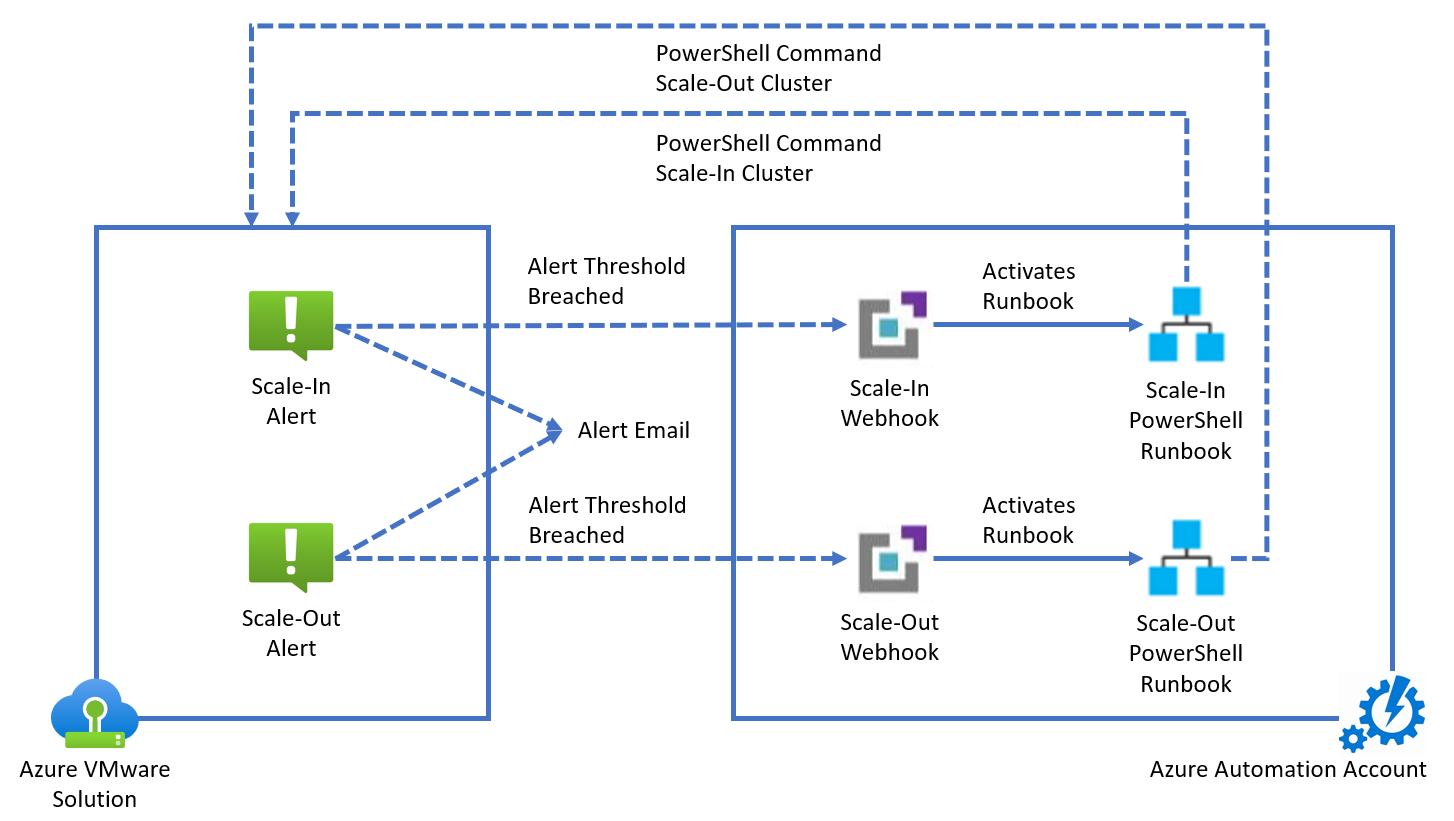 PowerShell Command
Scale-Out Cluster
PowerShell Command
Scale-In Cluster
Alert Threshold
Breached
Activates
Runbook
Scale-In
Alert
Scale-In
Webhook
Scale-In
PowerShell
Runbook
Alert Email
Alert Threshold
Breached
Activates
Runbook
Scale-Out
Alert
Scale-Out
Webhook
Scale-Out
PowerShell
Runbook
Azure VMware
Solution
Azure Automation Account